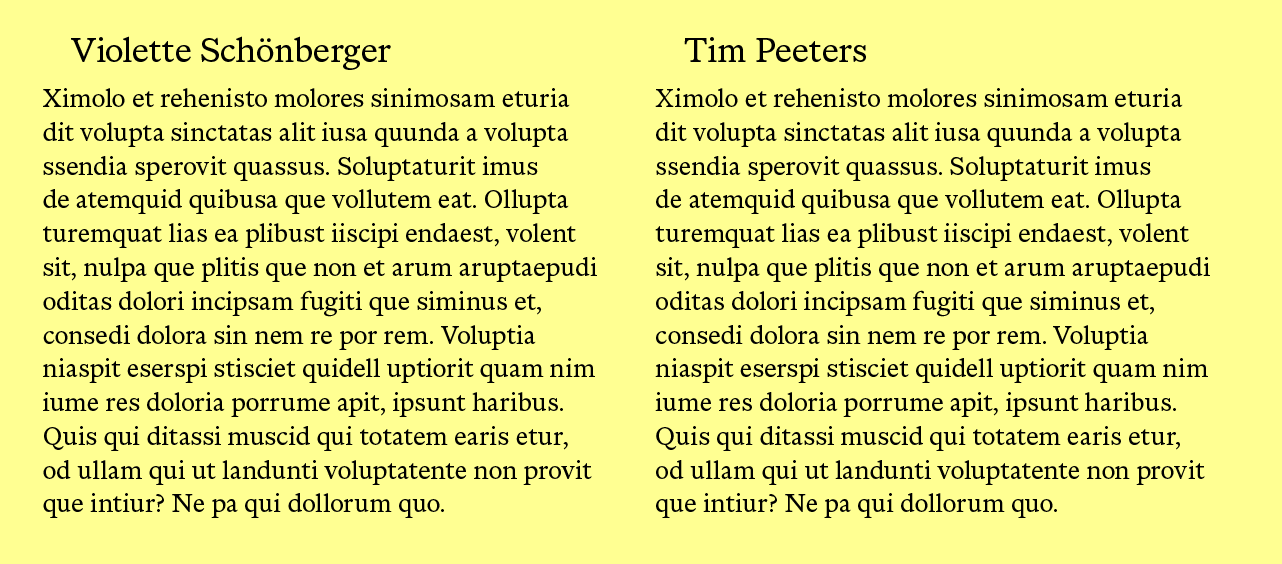 Violette Schönberger
Ximolo et rehenisto molores sinimosam eturia
dit volupta sinctatas alit iusa quunda a volupta
ssendia sperovit quassus. Soluptaturit imus
de atemquid quibusa que vollutem eat. Ollupta
turemquat lias ea plibust iiscipi endaest, volent
sit, nulpa que plitis que non et arum aruptaepudi
oditas dolori incipsam fugiti que siminus et,
consedi dolora sin nem re por rem. Voluptia
niaspit eserspi stisciet quidell uptiorit quam nim
iume res doloria porrume apit, ipsunt haribus.
Quis qui ditassi muscid qui totatem earis etur,
od ullam qui ut landunti voluptatente non provit
que intiur? Ne pa qui dollorum quo.
Tim Peeters
Ximolo et rehenisto molores sinimosam eturia
dit volupta sinctatas alit iusa quunda a volupta
ssendia sperovit quassus. Soluptaturit imus
de atemquid quibusa que vollutem eat. Ollupta
turemquat lias ea plibust iiscipi endaest, volent
sit, nulpa que plitis que non et arum aruptaepudi
oditas dolori incipsam fugiti que siminus et,
consedi dolora sin nem re por rem. Voluptia
niaspit eserspi stisciet quidell uptiorit quam nim
iume res doloria porrume apit, ipsunt haribus.
Quis qui ditassi muscid qui totatem earis etur,
od ullam qui ut landunti voluptatente non provit
que intiur? Ne pa qui dollorum quo.